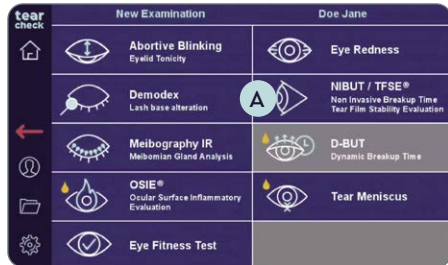 tear
check
New Examination
Doe Jane
Abortive Blinking
Eyelid Tonicity
Eye Redness
Demodex
Lash base alteration
A
NIBUT / TFSE®
Non Invasive Breakup Time
Tear Film Stability Evaluation
Meibography IR
Meibomian Gland Analysis
D-BUT
Dynamic Breakup Time
OSIE®
Ocular Surface Inflammatory
Evaluation
Tear Meniscus
Eye Fitness Test